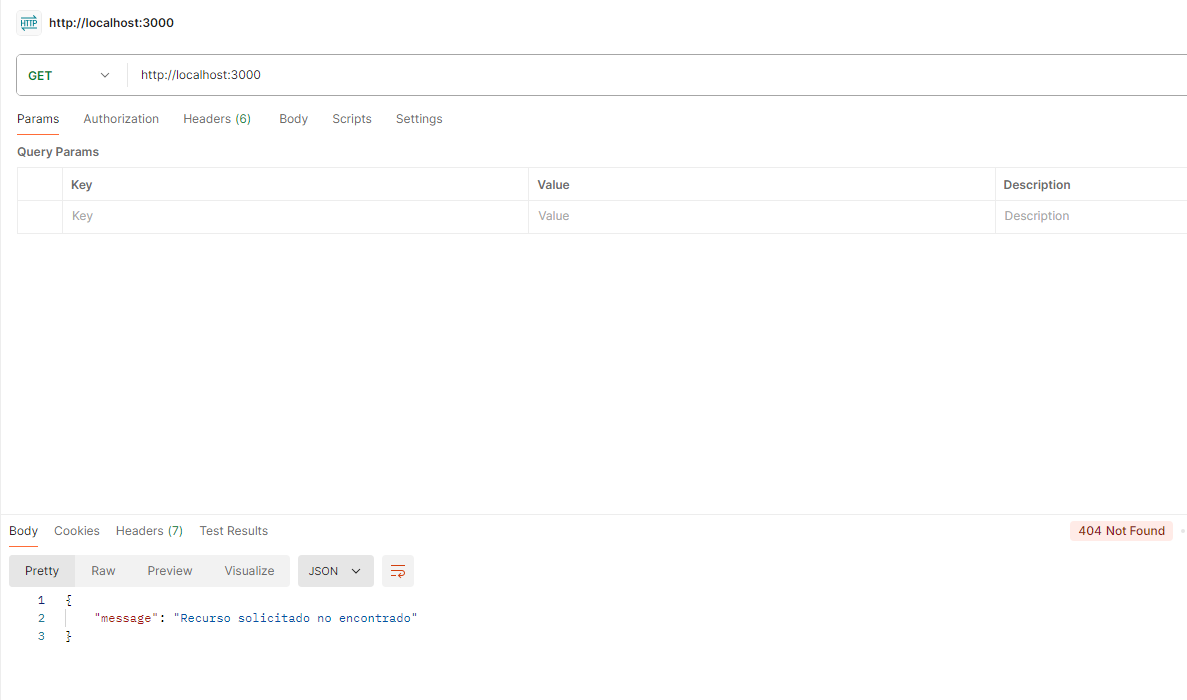 HTTP http://localhost:3000
GET http://localhost:3000
Params Authorization Headers (6) Body Scripts Settings
Query Params
Key Value Description
Key Value Description
Body Cookies Headers (7) Test Results 404 Not Found
Pretty Raw Preview Visualize JSON
1 {
2 "message": "Recurso solicitado no encontrado"
3 }